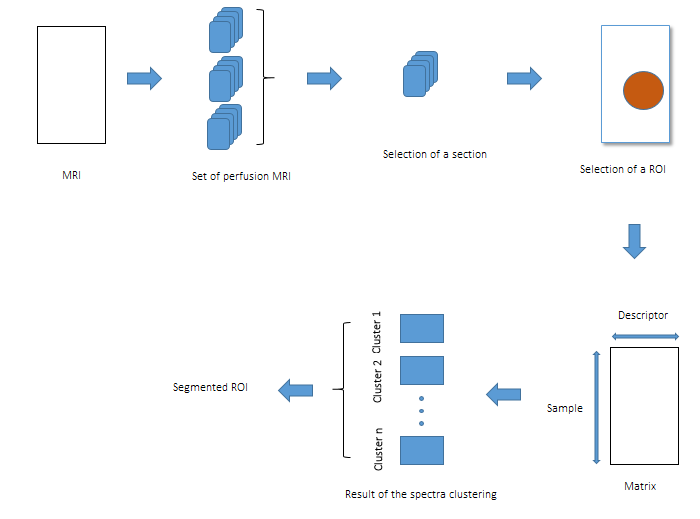 MRI
Set of perfusion MRI
Selection of a section
Selection of a ROI
Descriptor
Sample
Matrix
Cluster 1
Cluster 2
Cluster n
Result of the spectra clustering
Segmented ROI